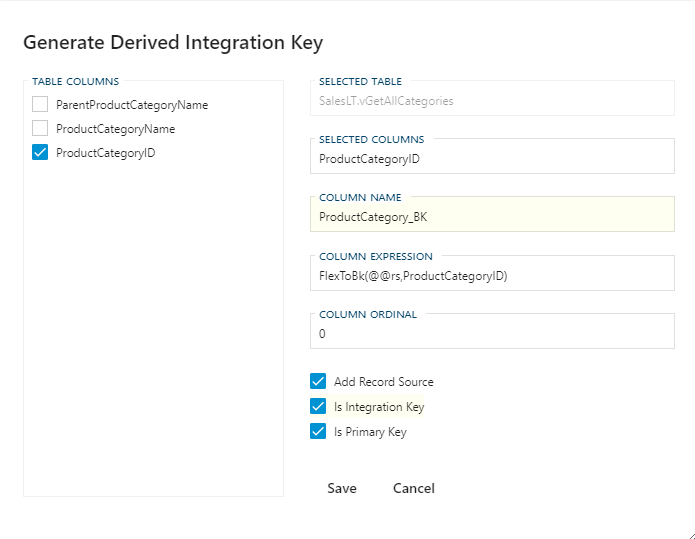 Generate Derived Integration Key
TABLE COLUMNS
ParentProductCategoryName
ProductCategoryName
ProductCategoryID
SELECTED TABLE
SalesLT.vGetAllCategories
SELECTED COLUMNS
ProductCategoryID
COLUMN NAME
ProductCategory_BK
COLUMN EXPRESSION
FlexToBk(@@rs,ProductCategoryID)
COLUMN ORDINAL
0
Add Record Source
Is Integration Key
Is Primary Key
Save Cancel